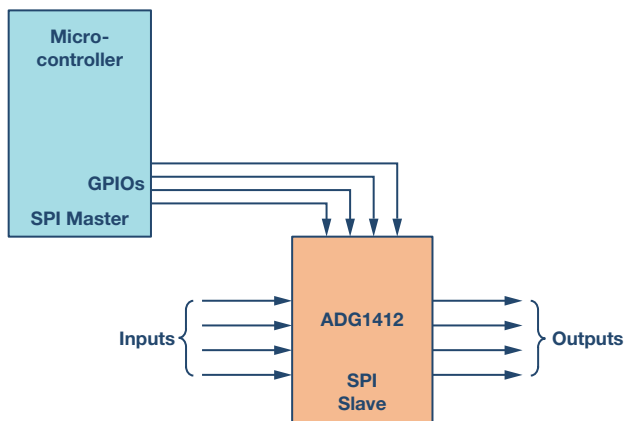 Micro-
controller
GPIOs
SPI Master
Inputs
ADG1412
Outputs
SPI
Slave